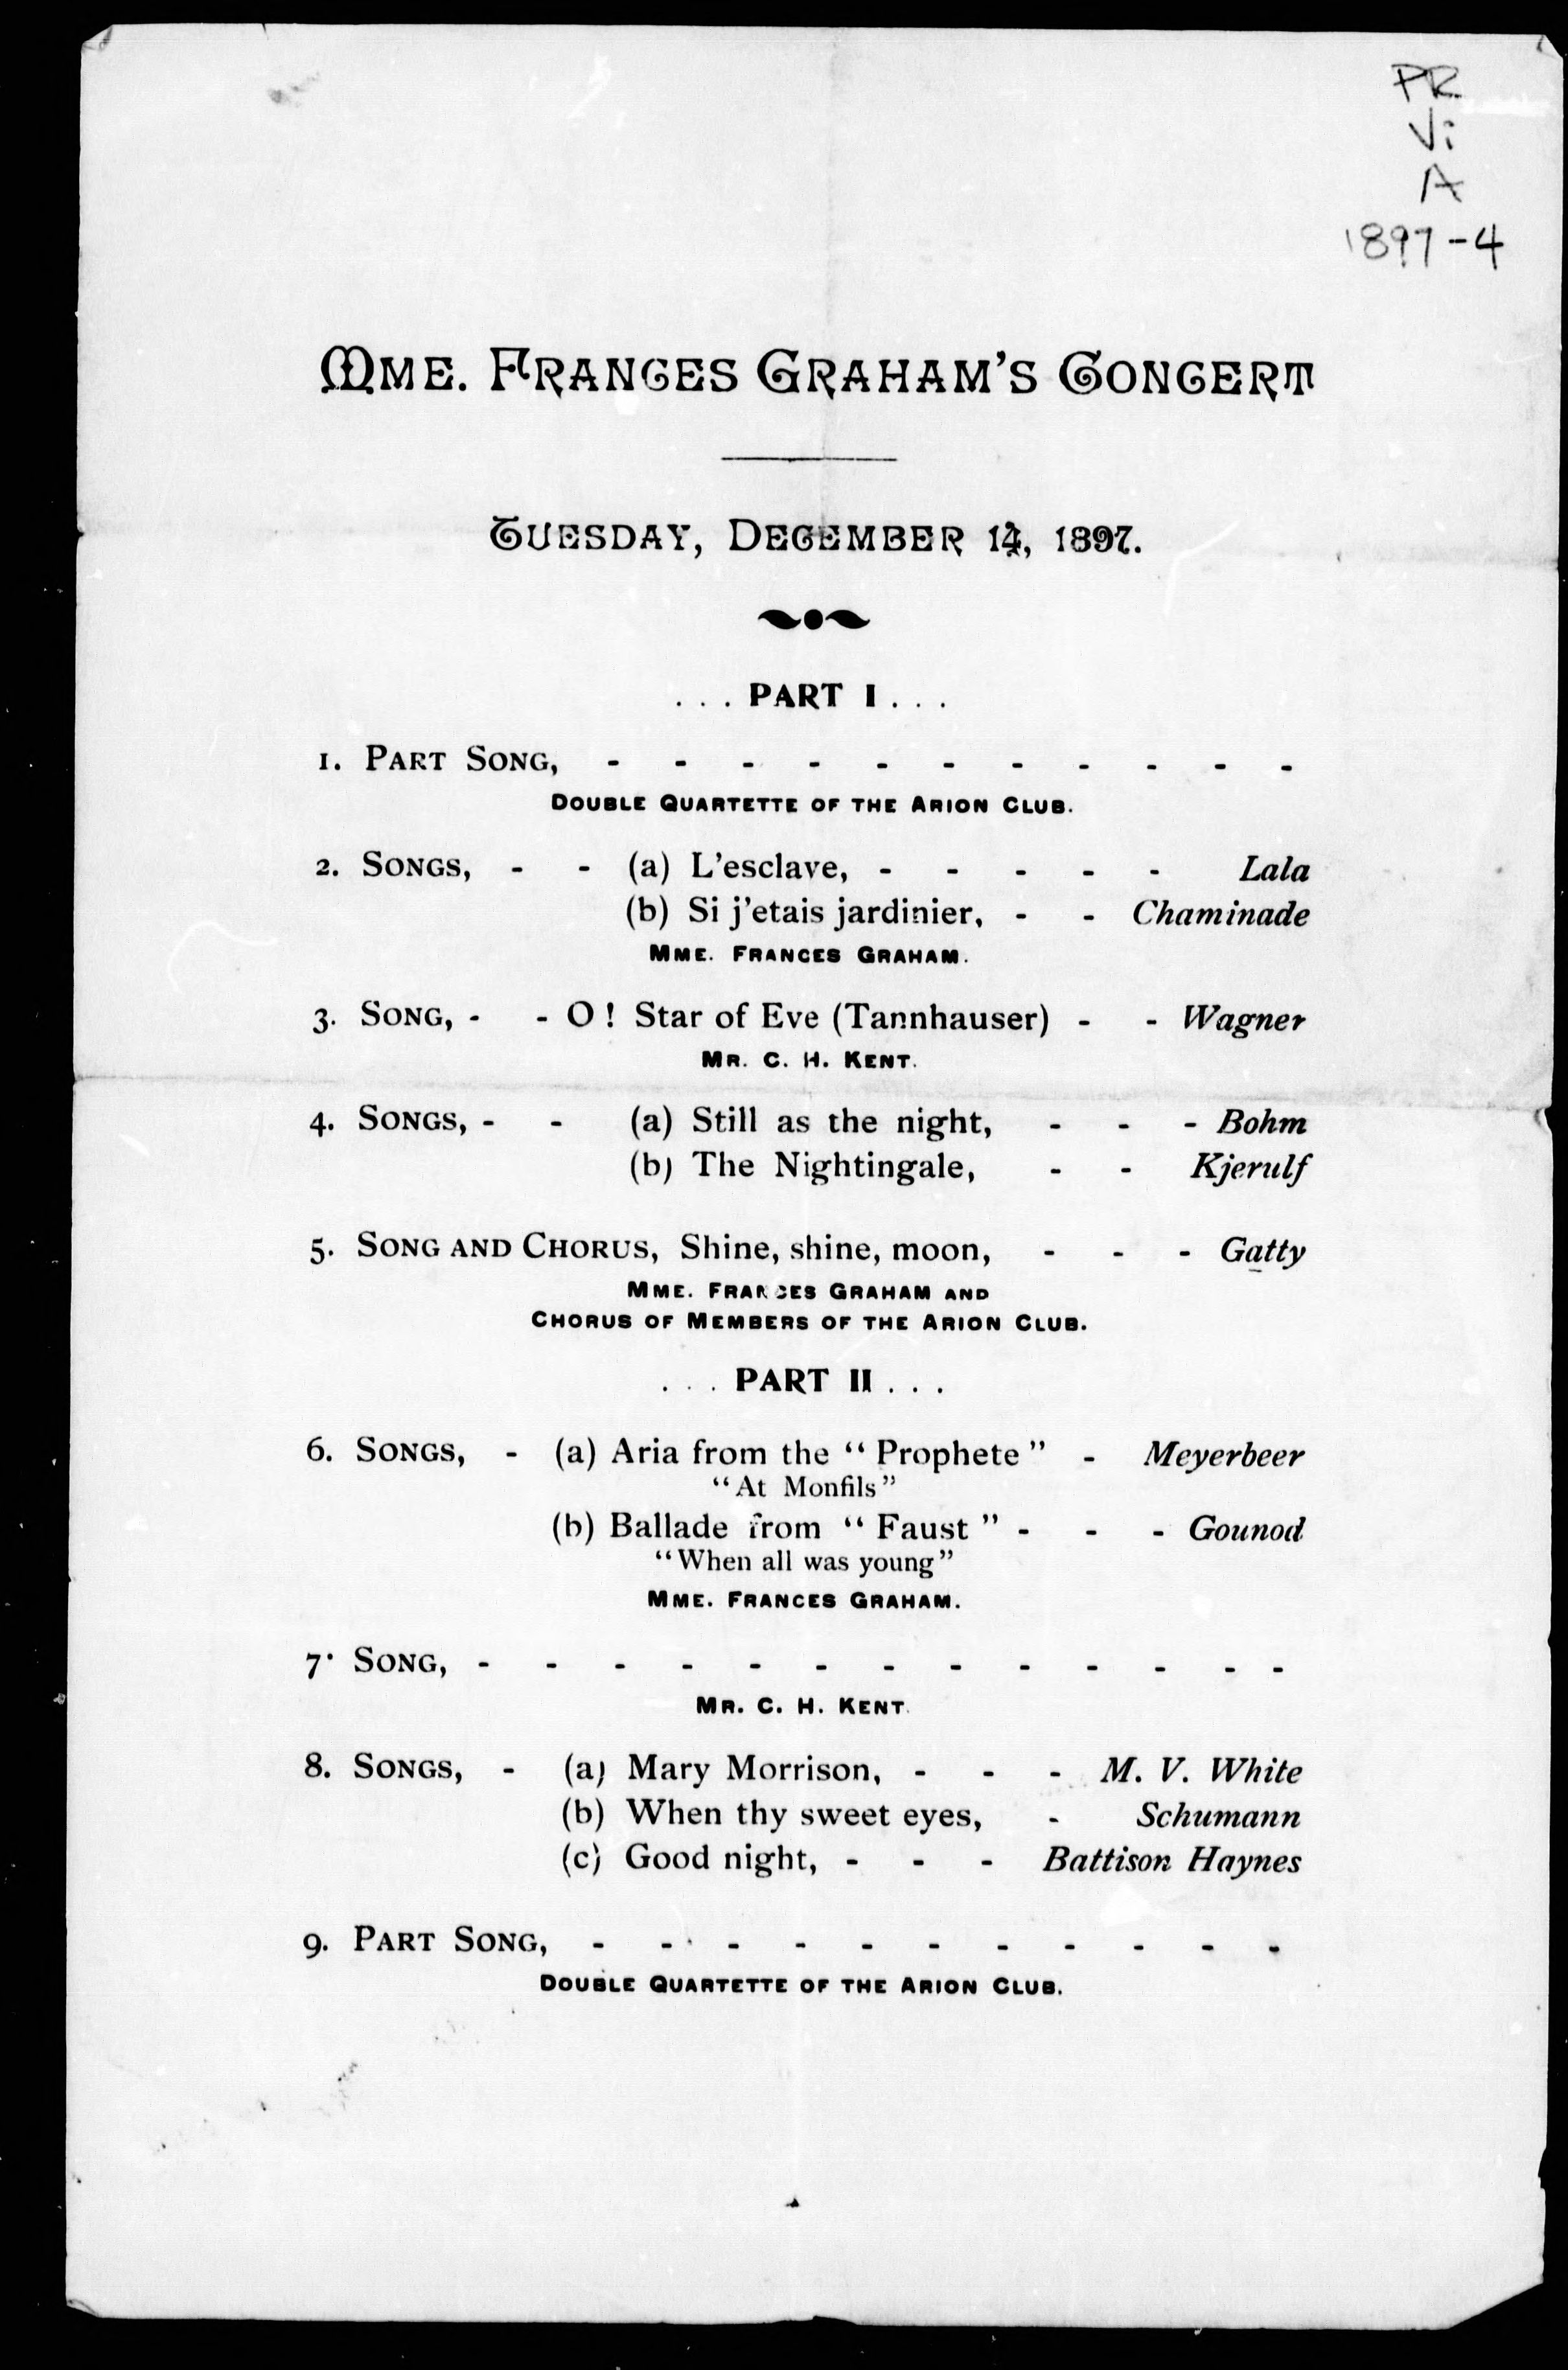 PR
Vi
A
1897-4
MME. FRANCES GRAHAM'S CONCERT
TUESDAY, DECEMBER 14, 1897.
. . . PART I . . .
1. PART SONG, - - - - - - - - - - -
DOUBLE QUARTETTE OF THE ARION CLUB.
2. SONGS, - - (a) L'esclave, - - - - - Lala
(b) Si j'etais jardinier, - - Chaminade
MME. FRANCES GRAHAM.
3. SONG, - - O ! Star of Eve (Tannhauser) - - Wagner
MR. C. H. KENT.
4. SONGS, - - (a) Still as the night, - - - Bohm
(b) The Nightingale, - - Kjerulf
5. SONG AND CHORUS, Shine, shine, moon, - - - Gatty
MME. FRANCES GRAHAM AND
CHORUS OF MEMBERS OF THE ARION CLUB.
. . . PART II . . .
6. SONGS, - (a) Aria from the "Prophete" - Meyerbeer
"At Monfils"
(b) Ballade from "Faust" - - - Gounod
"When all was young"
MME. FRANCES GRAHAM.
7. SONG, - - - - - - - - - - - - -
MR. C. H. KENT.
8. SONGS, - (a) Mary Morrison, - - - M. V. White
(b) When thy sweet eyes, - Schumann
(c) Good night, - - - Battison Haynes
9. PART SONG, - - - - - - - - - - -
DOUBLE QUARTETTE OF THE ARION CLUB.